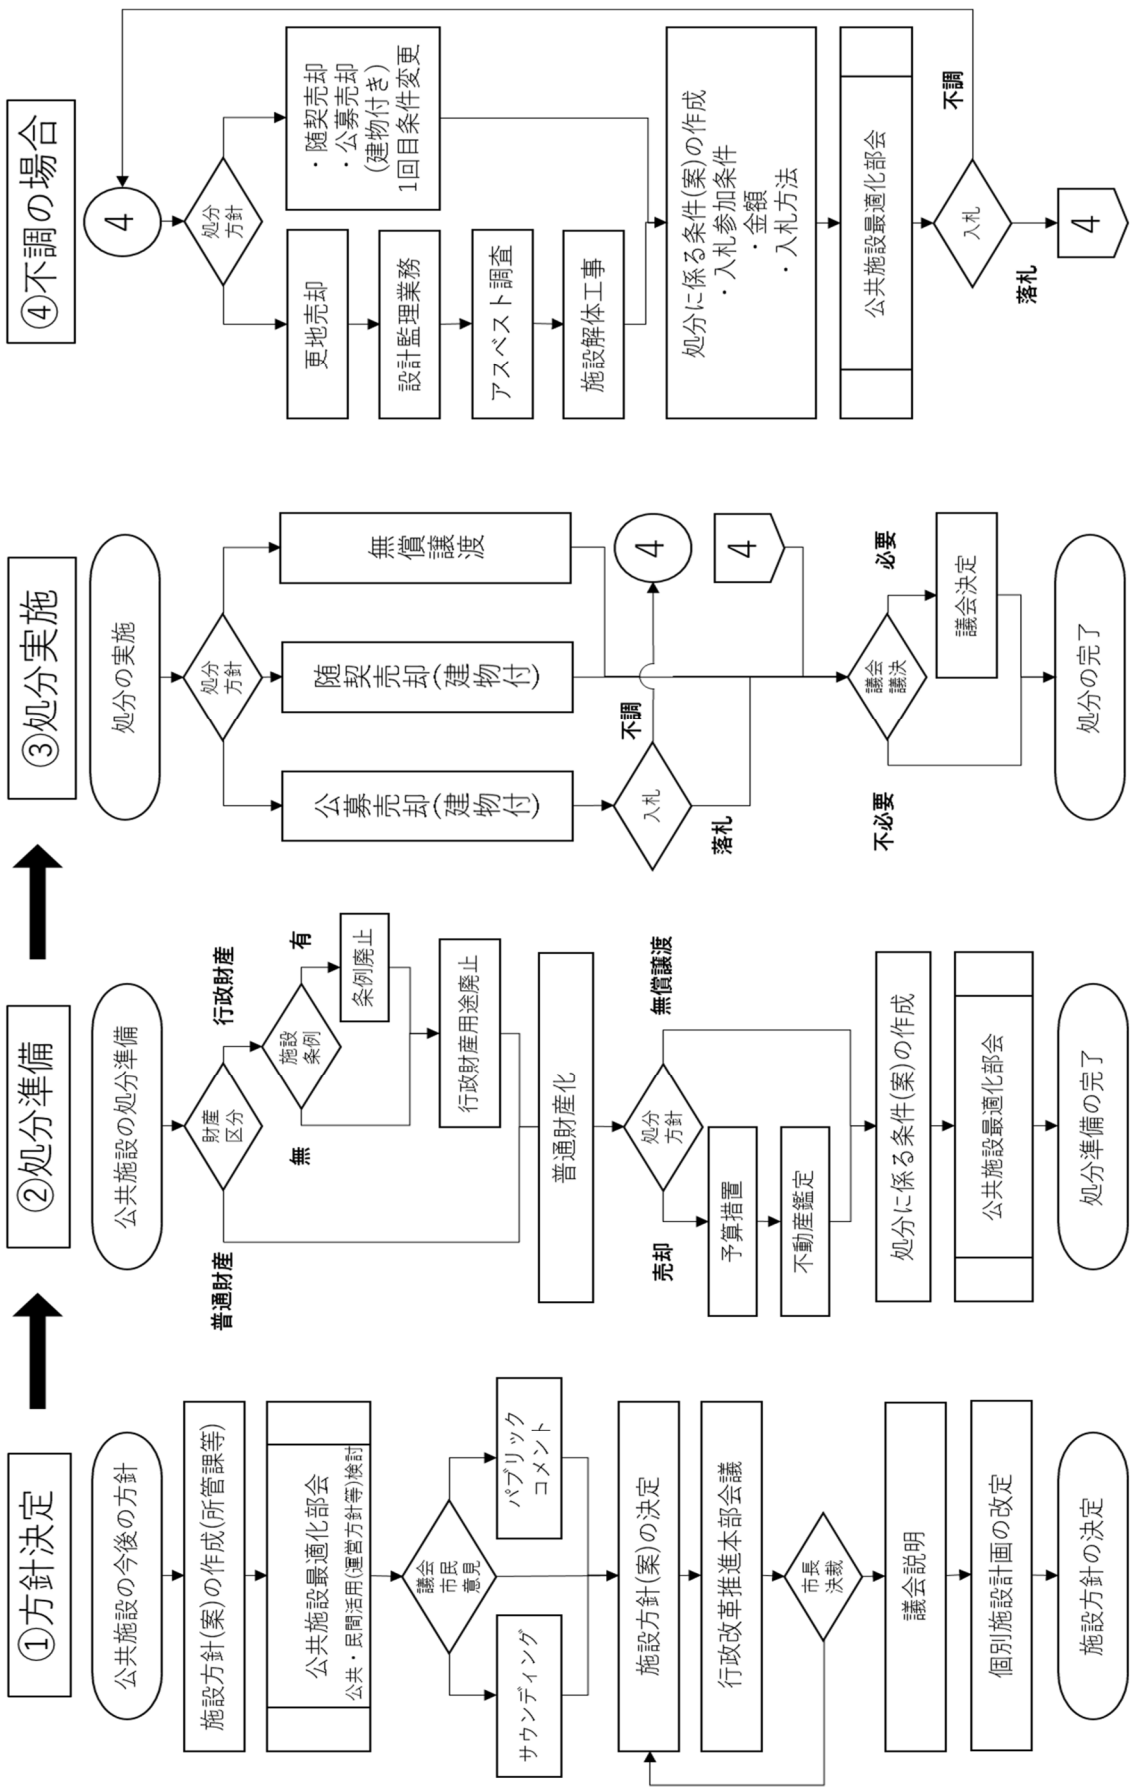 ①方針決定
公共施設の今後の方針
施設方針(案)の作成(所管課等)
公共施設最適化部会
公共・民間活用(運営方針等)検討
議会
市民
意見
サウンディング
パブリック
コメント
施設方針(案)の決定
行政改革推進本部会議
市長
決裁
議会説明
個別施設計画の改定
施設方針の決定
②処分準備
公共施設の処分準備
財産
区分
普通財産
行政財産
施設
条例
無
有
条例廃止
行政財産用途廃止
普通財産化
処分
方針
売却
無償譲渡
予算措置
不動産鑑定
処分に係る条件(案)の作成
公共施設最適化部会
処分準備の完了
③処分実施
処分の実施
処分
方針
公募売
却(建
物付)
随契売
却(建
物付)
無償譲
渡
入札
不調
落札
4
4
議会
議決
不必要
必要
議会決定
処分の完了
④不調の場合
4
処分
方針
更地売却
設計監理業務
アスベスト調査
施設解体工事
・随契売却
・公募売却
(建物付き)
1回目条件変更
処分に係る条件(案)の作成
・入札参加条件
・金額
・入札方法
公共施設最適化部会
入札
不調
落札
4